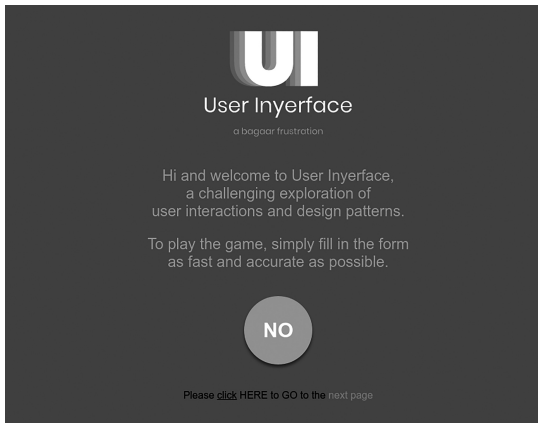 UI
User Inyerface
a bagaar frustration
Hi and welcome to User Inyerface,
a challenging exploration of
user interactions and design patterns.
To play the game, simply fill in the form
as fast and accurate as possible.
NO
Please click HERE to GO to the next page